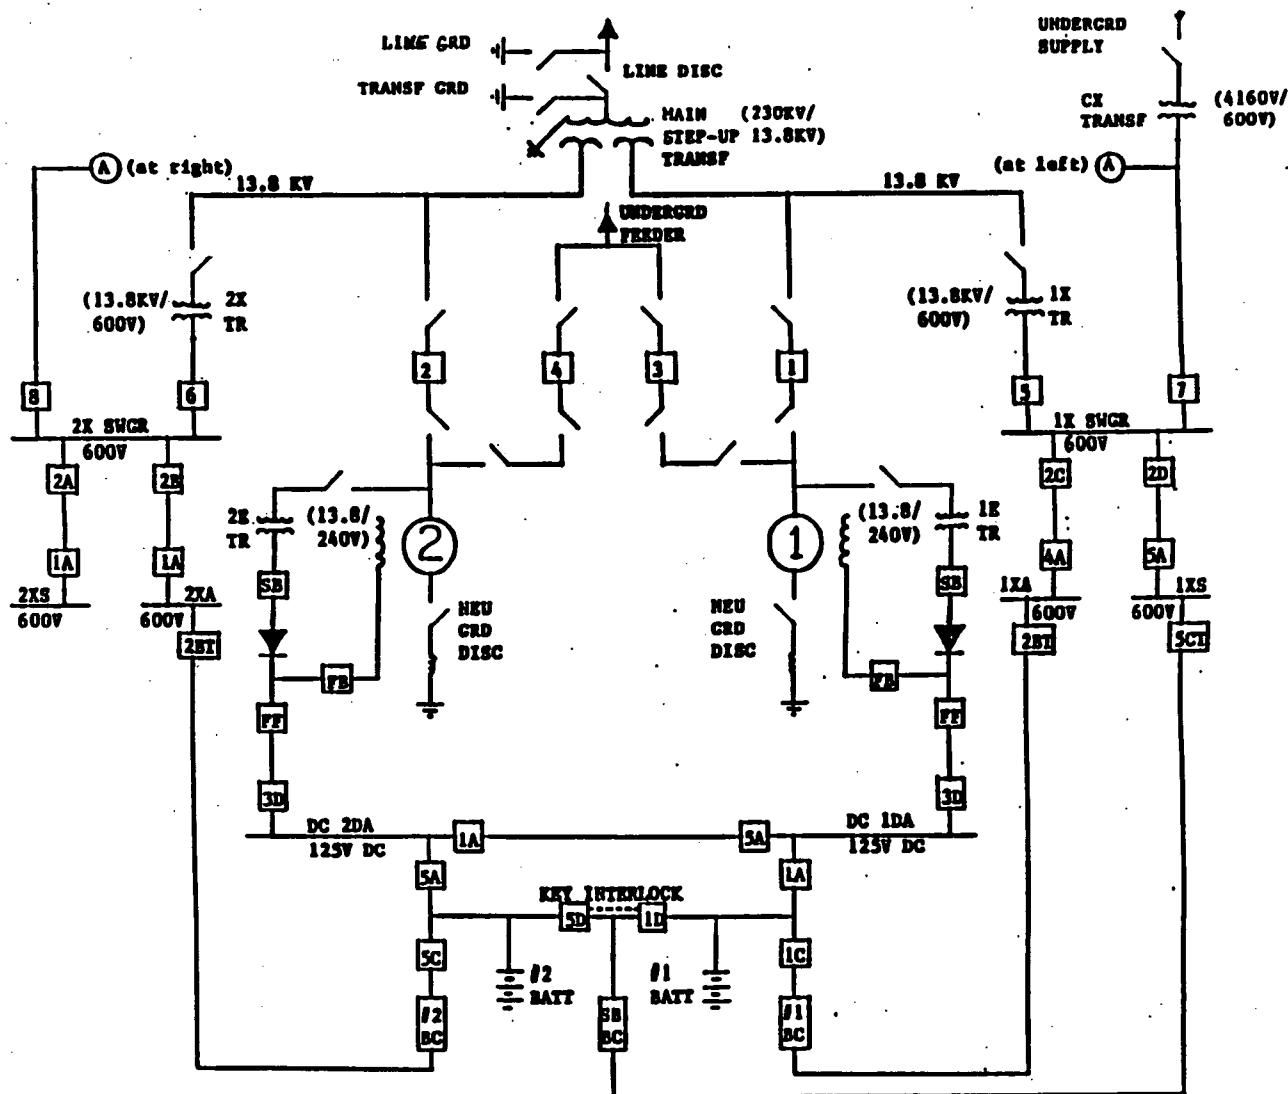 LINE GRD
LINE DISC
TRANSF GRD
MAIN (230KV/
STEP-UP 13.8KV)
TRANSF
UNDERGRD
SUPPLY
CX
TRANSF
(4160V/
600V)
A (at right)
(at left) A
13.8 KV
13.8 KV
UNDERGRD
FEEDER
(13.8KV/
600V)
2X
TR
(13.8KV/
600V)
1X
TR
8
6
2
4
3
1
5
7
2X SWGR
600V
1X SWGR
600V
2A
2B
2C
2D
2E
TR
(13.8/
240V)
2
1
(13.8/
240V)
1E
TR
1A
1A
4A
5A
SB
SB
2XS
600V
600V
2XA
1XA
600V
600V
1XS
2BT
2BT
5CT
NEU
GRD
DISC
NEU
GRD
DISC
FB
FB
FF
FF
3D
3D
DC 2DA
125V DC
1A
5A
DC 1DA
125V DC
5A
1A
KEY INTERLOCK
5D
1D
5C
1C
#2
BATT
#1
BATT
#2
BC
SB
BC
#1
BC